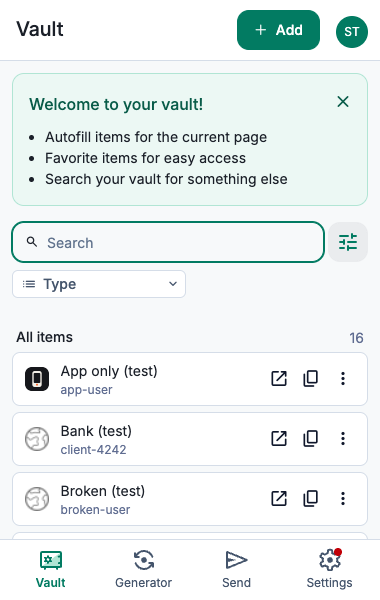 Vault
Add
ST
Welcome to your vault!
Autofill items for the current page
Favorite items for easy access
Search your vault for something else
Search
Type
All items
16
App only (test)
app-user
Bank (test)
client-4242
Broken (test)
broken-user
Vault
Generator
Send
Settings